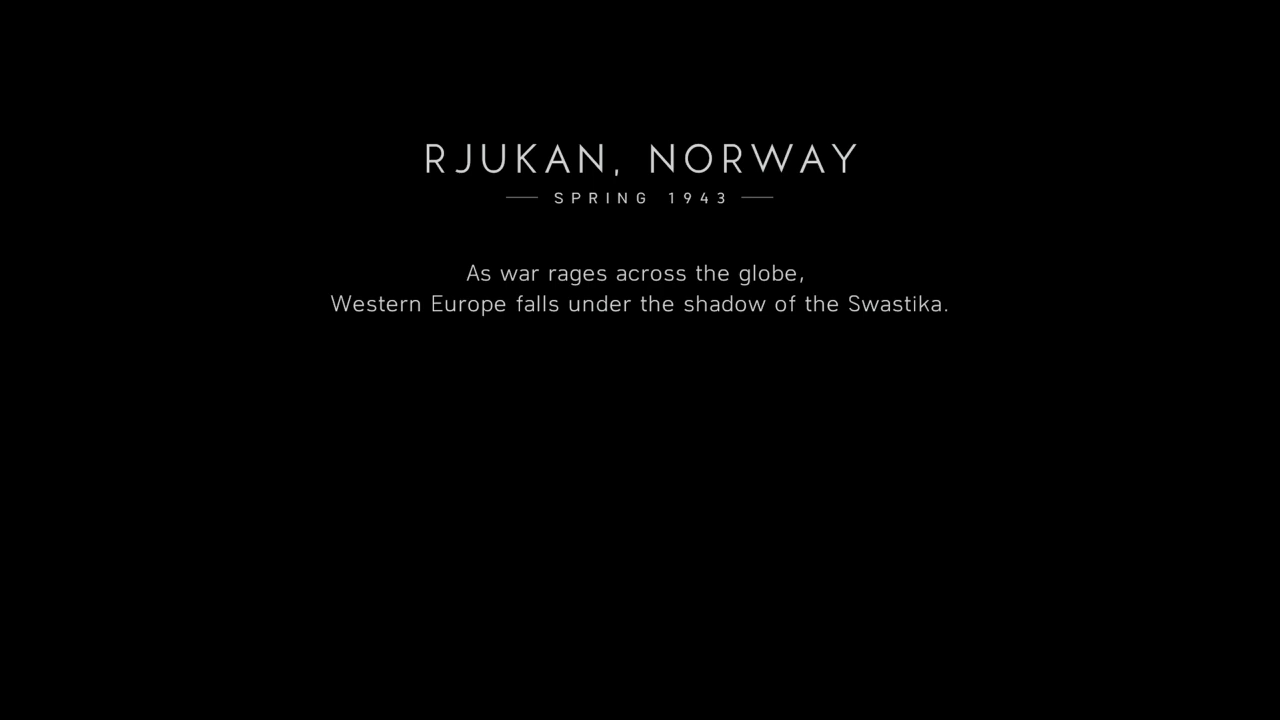 RJUKAN, NORWAY
SPRING 1943
As war rages across the globe,
Western Europe falls under the shadow of the Swastika.